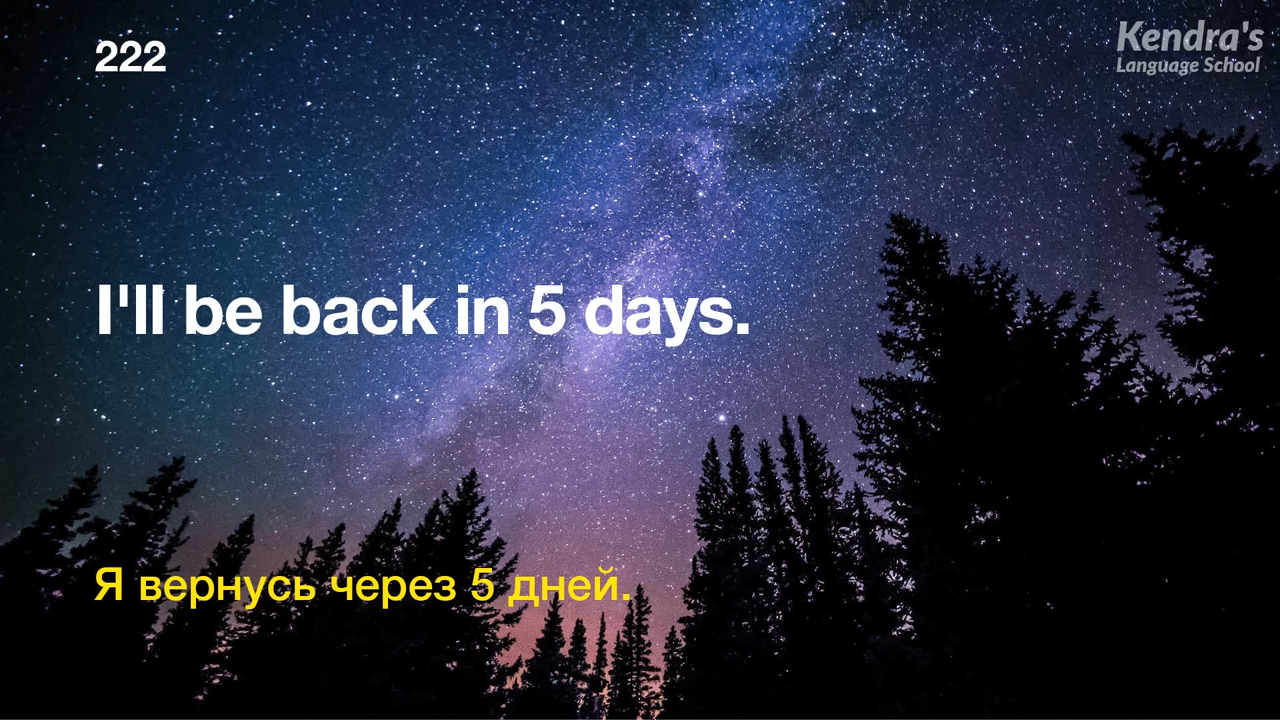 222
Kendra's
Language School
I'll be back in 5 days.
Я вернусь через 5 дней.